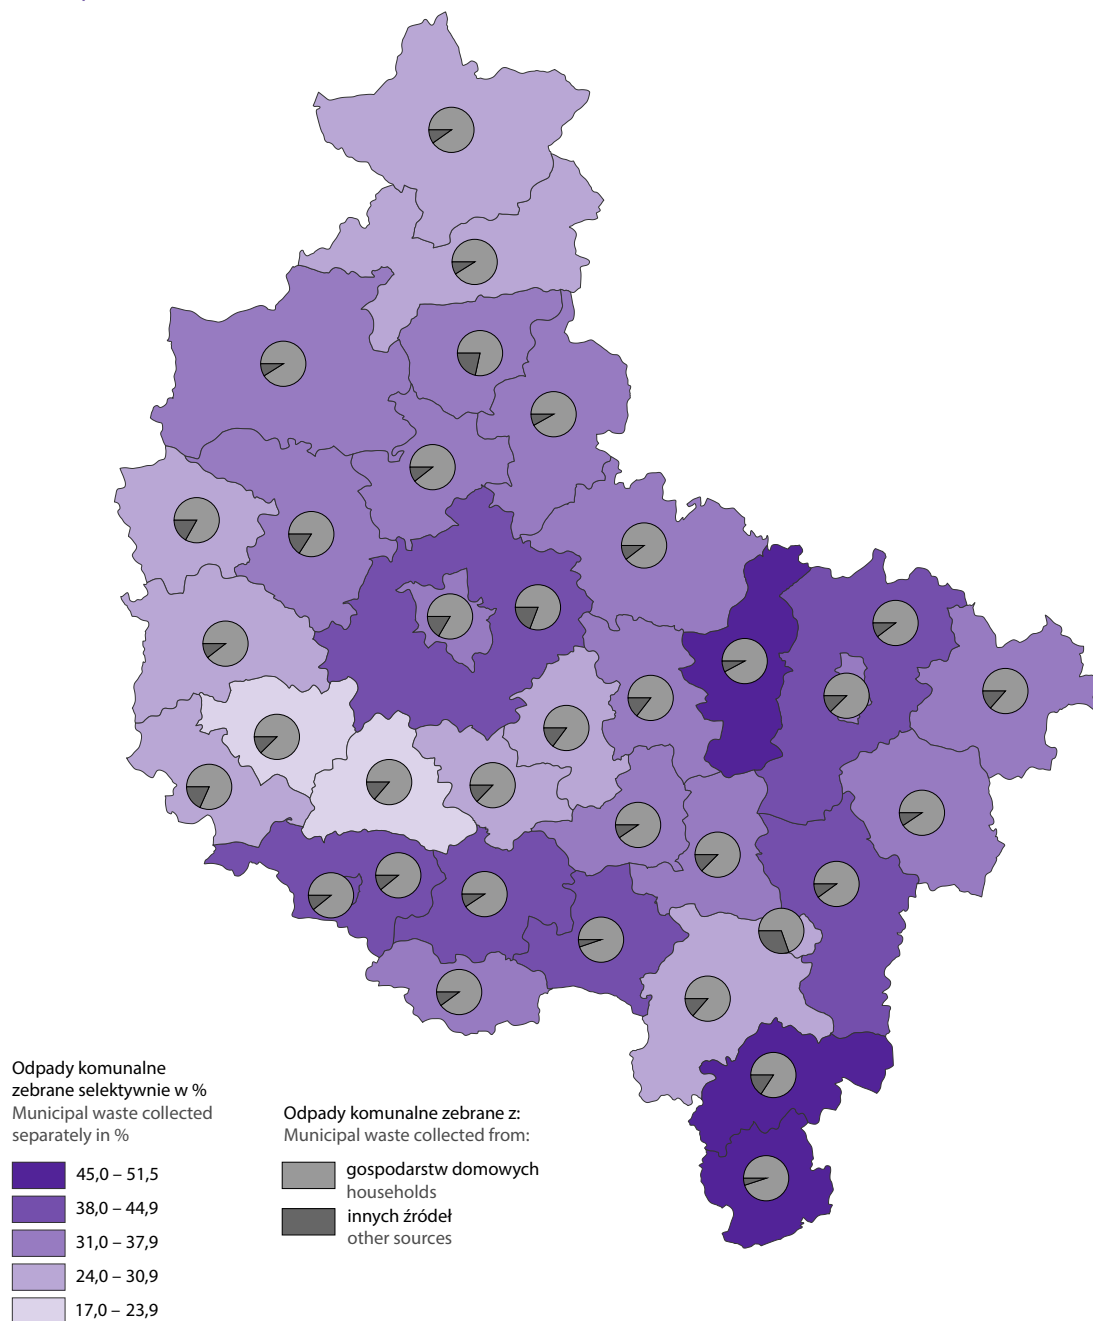 Odpady komunalne
zebrane selektywnie w %
Municipal waste collected
separately in %
45,0 – 51,5
38,0 – 44,9
31,0 – 37,9
24,0 – 30,9
17,0 – 23,9
Odpady komunalne zebrane z:
Municipal waste collected from:
gospodarstw domowych
households
innych źródeł
other sources